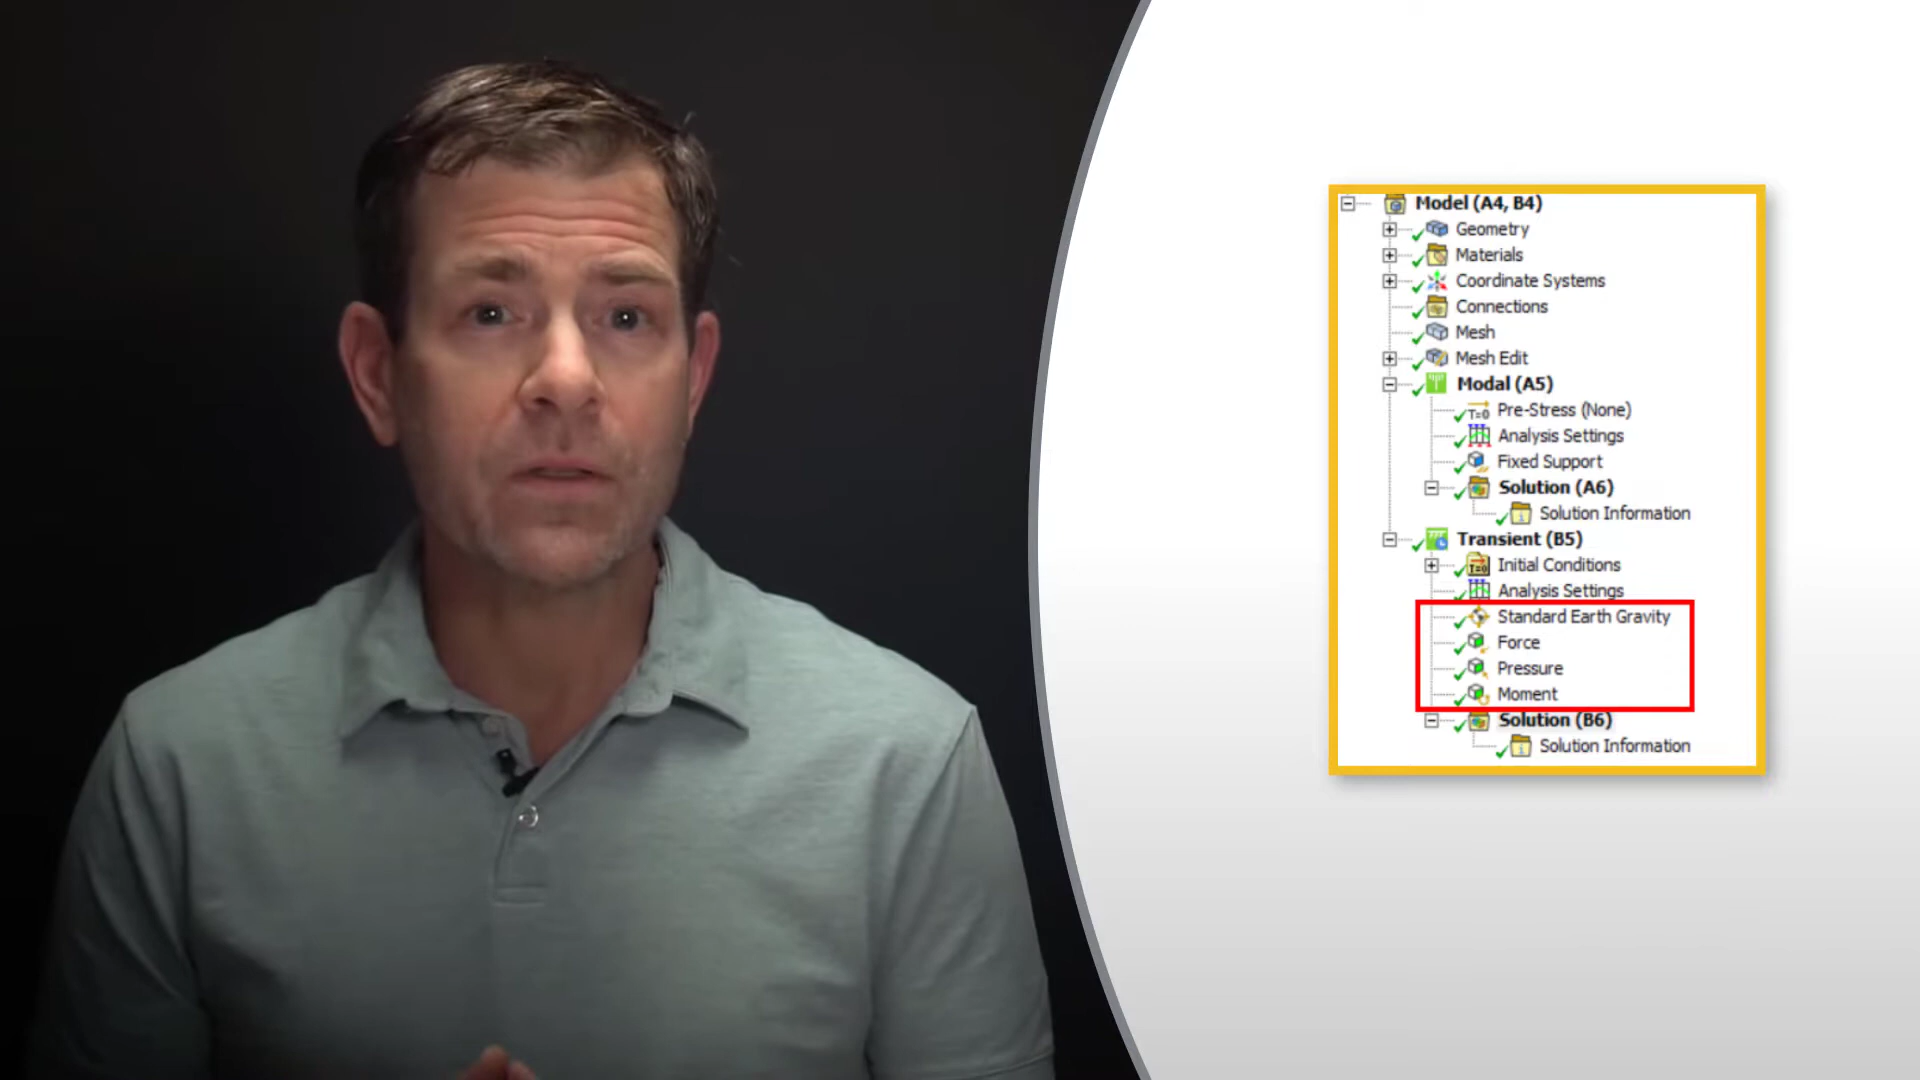 Model (A4, B4)
Geometry
Materials
Coordinate Systems
Connections
Mesh
Mesh Edit
Modal (A5)
T=0 Pre-Stress (None)
Analysis Settings
Fixed Support
Solution (A6)
Solution Information
Transient (B5)
T=0 Initial Conditions
Analysis Settings
Standard Earth Gravity
Force
Pressure
Moment
Solution (B6)
Solution Information